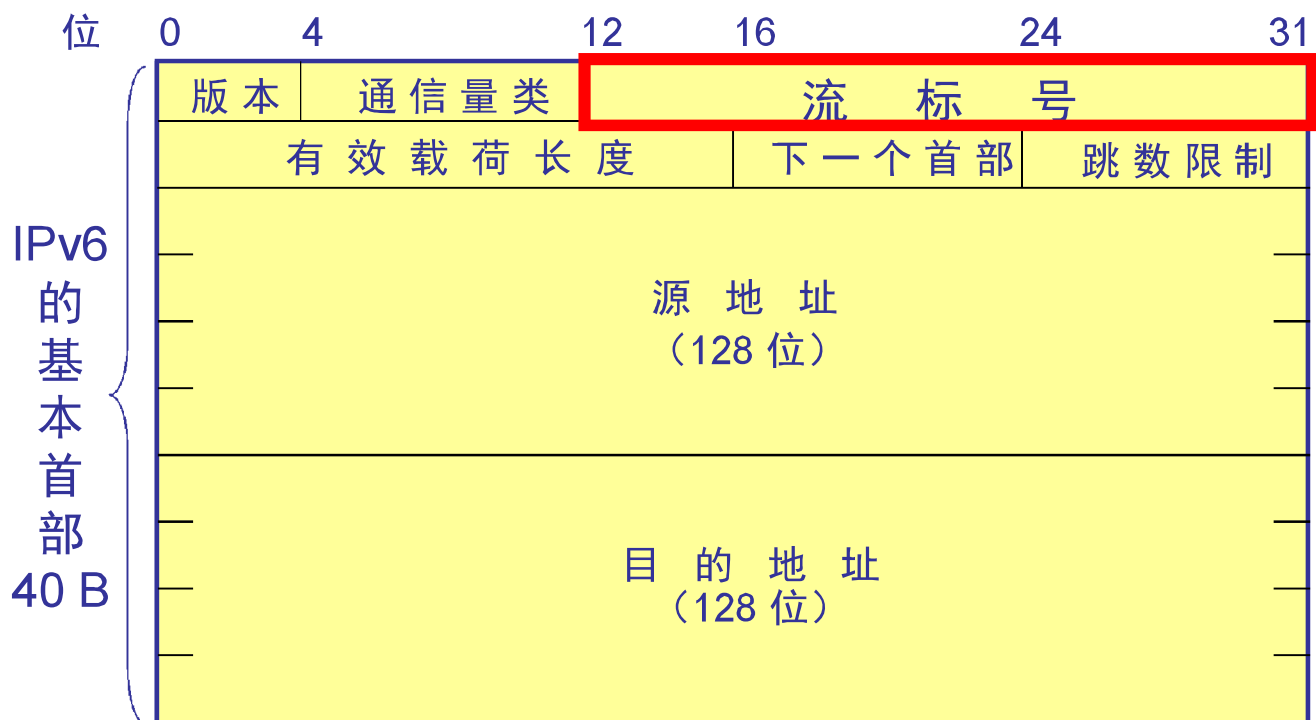 位 0 4 12 16 24 31
版本 通信量类 流标号
有效载荷长度 下一个首部 跳数限制
IPv6
的
基
本
首
部
40 B
源地址
（128 位）
目的地址
（128 位）